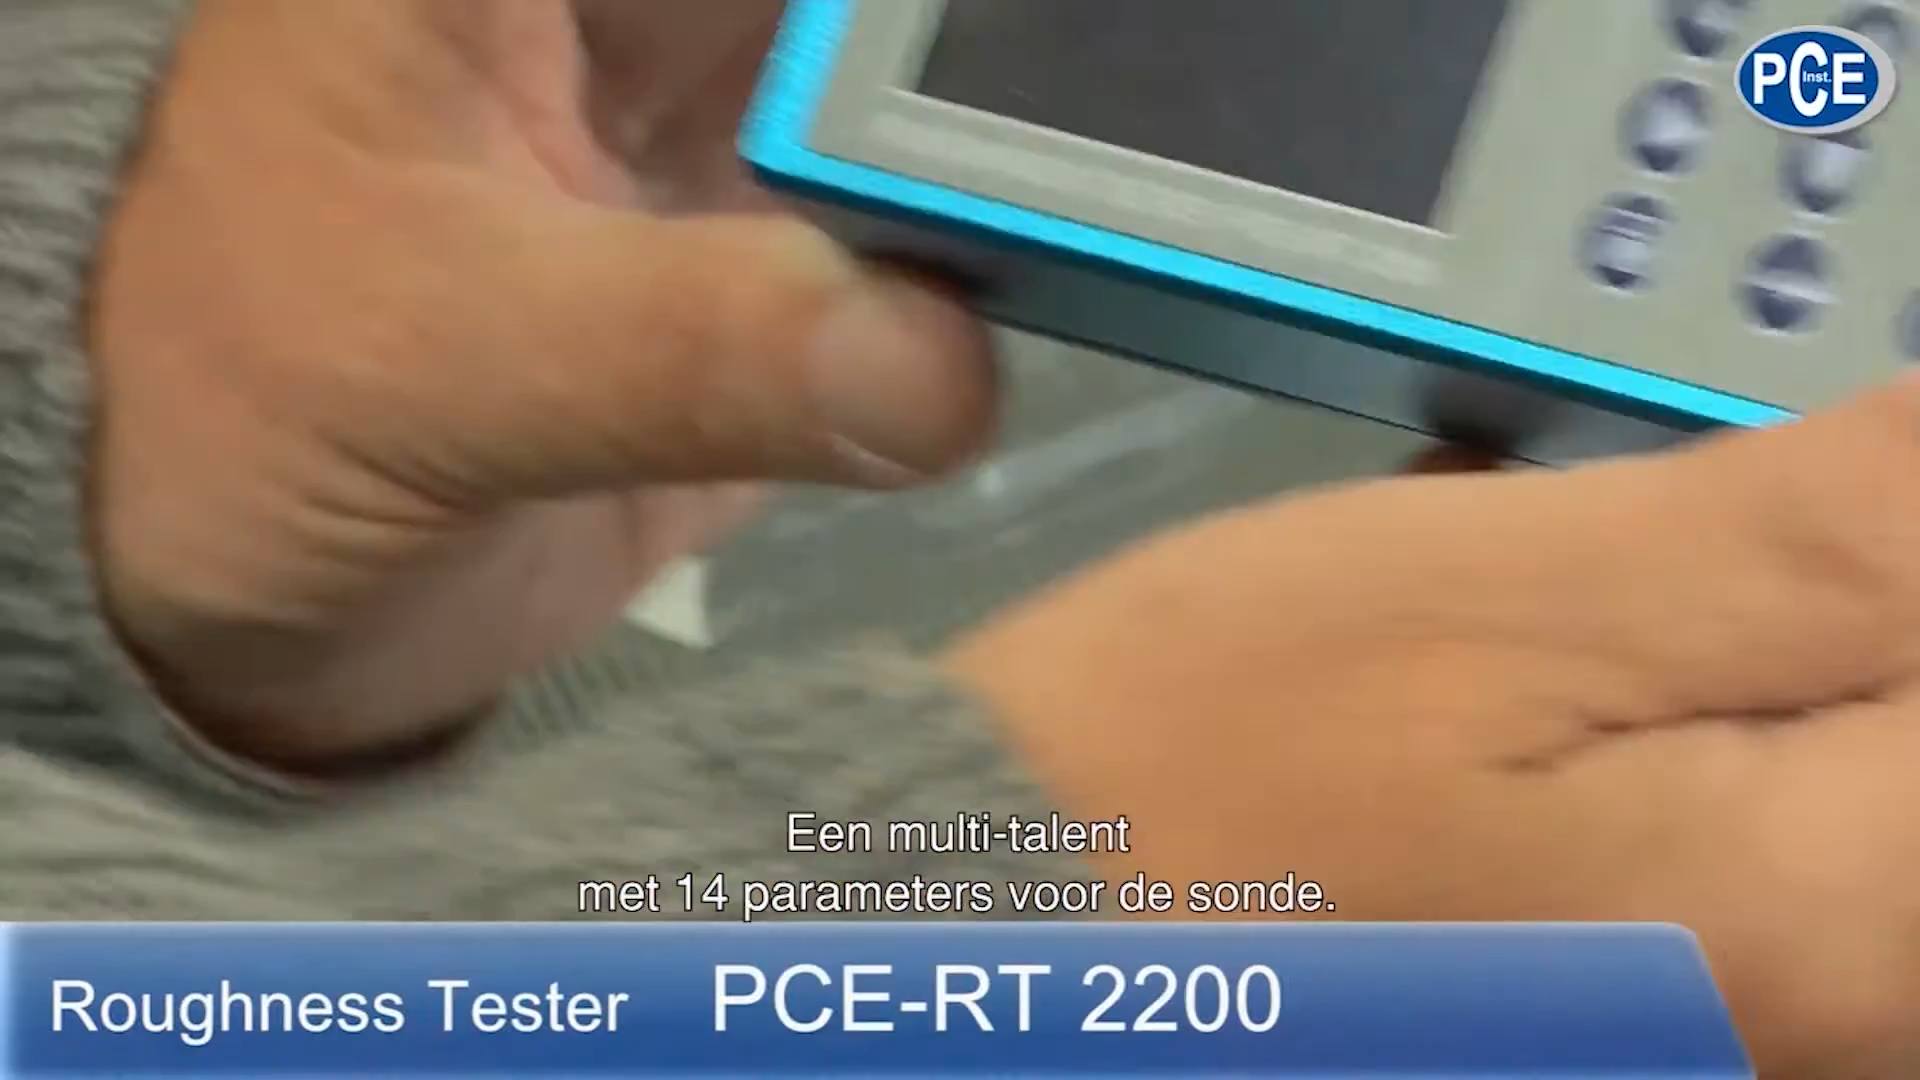 PCE
Inst.
Een multi-talent
met 14 parameters voor de sonde.
Roughness Tester PCE-RT 2200